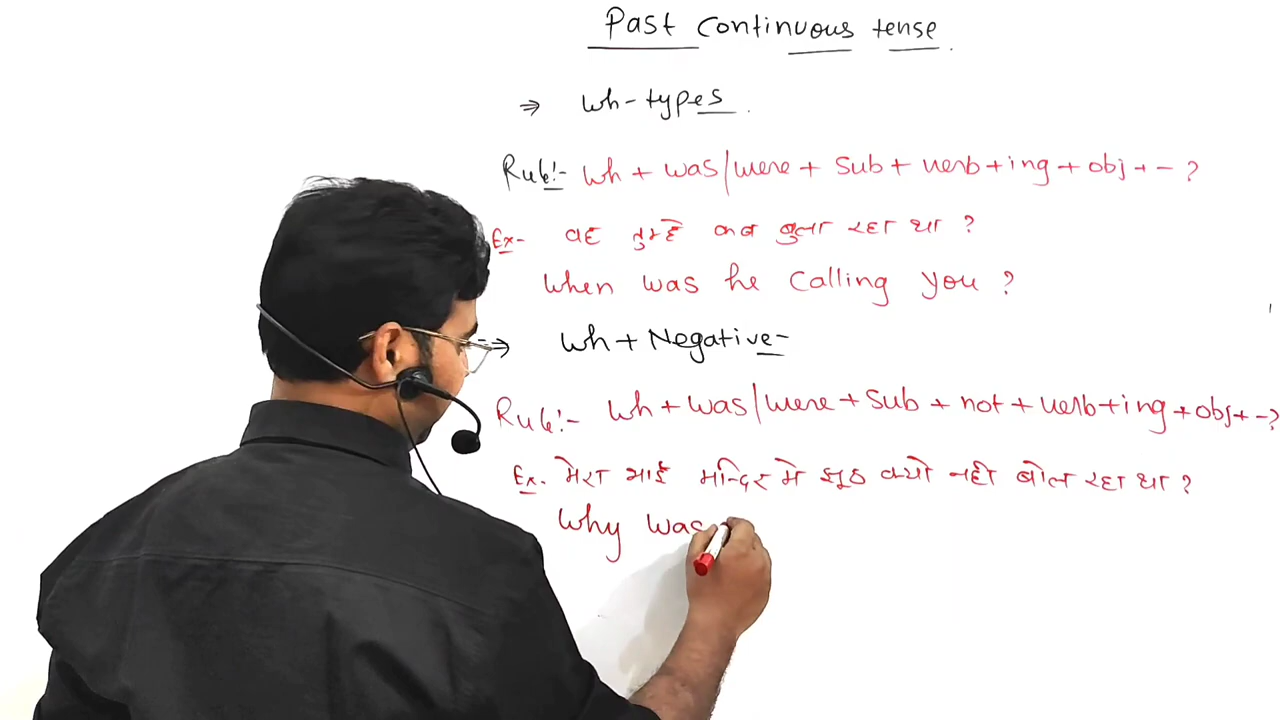 Past continuous tense.
⇒ Wh-types.
Rule:- Wh + was/were + Sub + verb+ing + obj + - ?
Ex- वह तुम्हे कब बुला रहा था ?
When was he calling you ?
--> Wh + Negative-
Rule:- Wh + was/were + Sub + not + verb+ing + obj + - ?
Ex. मेरा भाई मन्दिर मे झूठ क्यो नही बोल रहा था ?
Why was